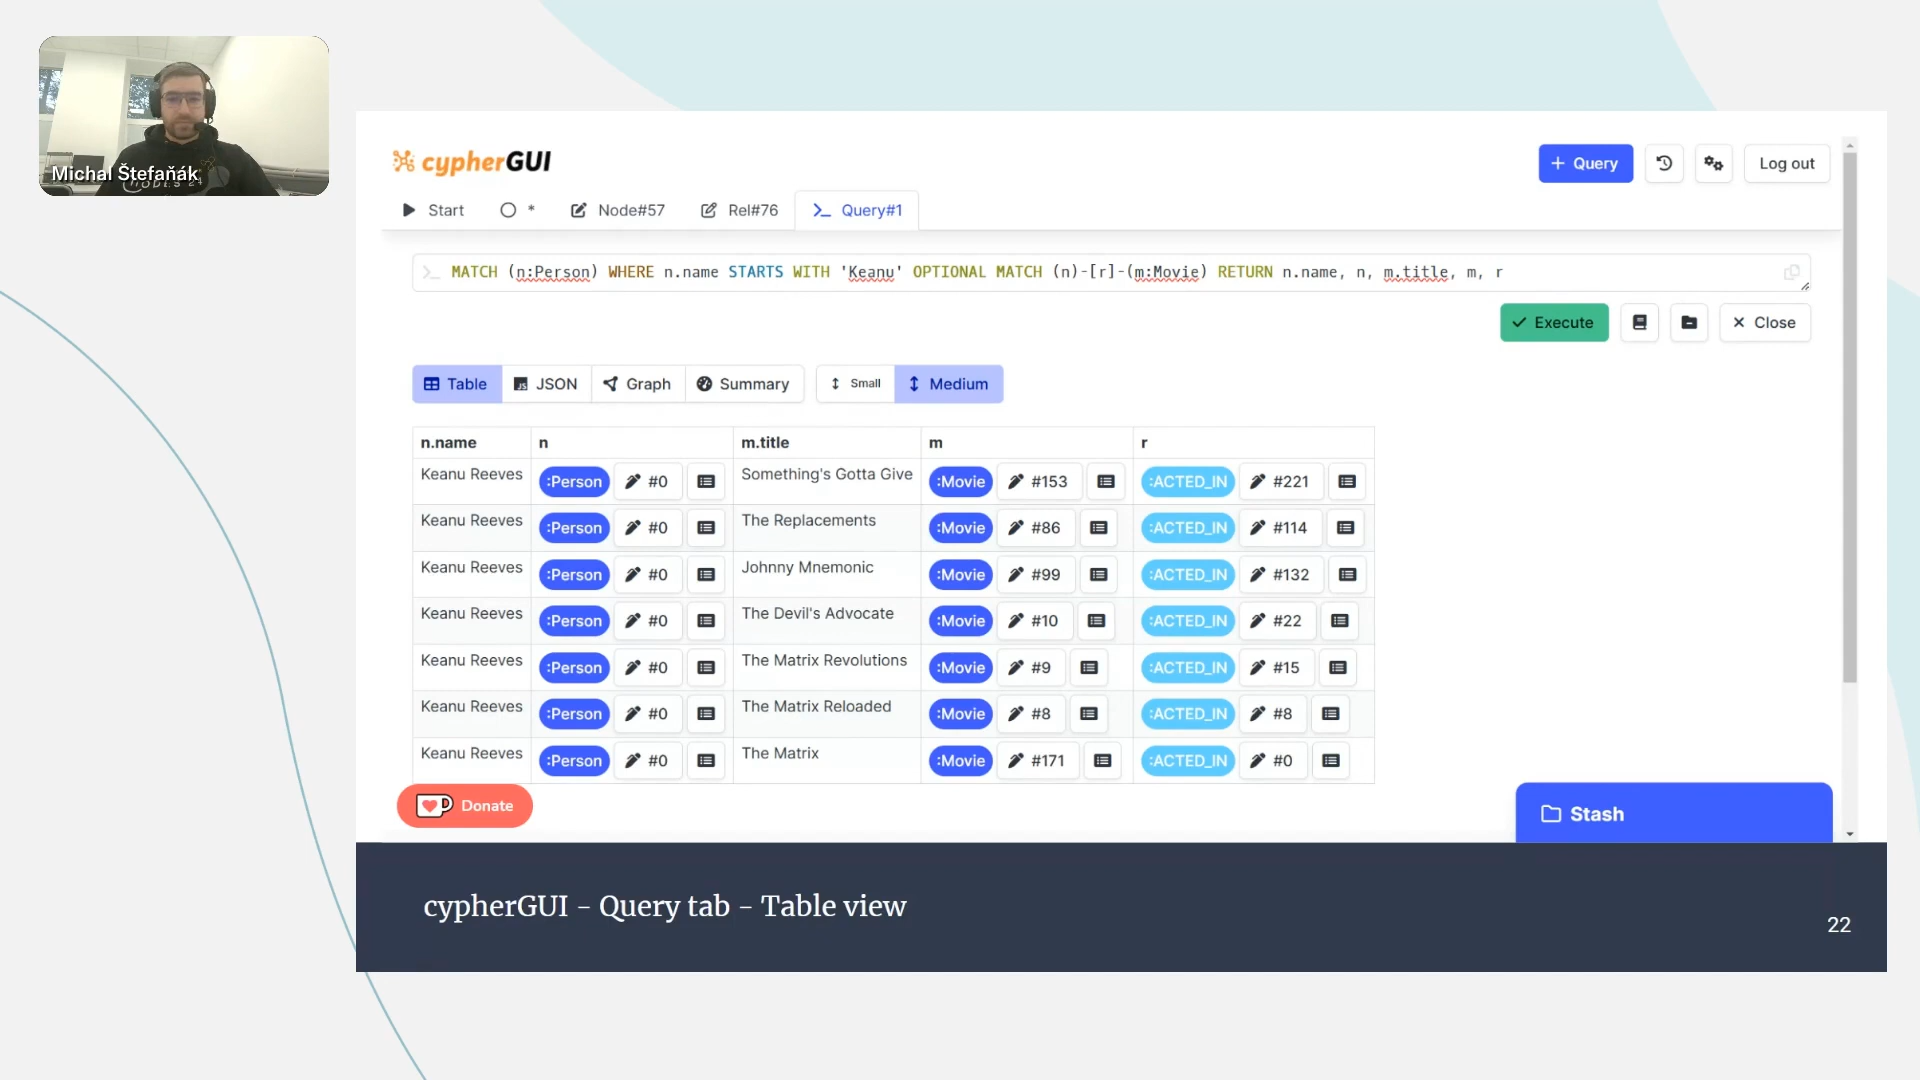 Michal Štefaňák
NODES 24
cypherGUI
+ Query
Log out
Start
*
Node#57
Rel#76
Query#1
MATCH (n:Person) WHERE n.name STARTS WITH 'Keanu' OPTIONAL MATCH (n)-[r]-(m:Movie) RETURN n.name, n, m.title, m, r
Execute
Close
Table JSON Graph Summary Small Medium
n.name n m.title m r
Keanu Reeves :Person #0 Something's Gotta Give :Movie #153 :ACTED_IN #221
Keanu Reeves :Person #0 The Replacements :Movie #86 :ACTED_IN #114
Keanu Reeves :Person #0 Johnny Mnemonic :Movie #99 :ACTED_IN #132
Keanu Reeves :Person #0 The Devil's Advocate :Movie #10 :ACTED_IN #22
Keanu Reeves :Person #0 The Matrix Revolutions :Movie #9 :ACTED_IN #15
Keanu Reeves :Person #0 The Matrix Reloaded :Movie #8 :ACTED_IN #8
Keanu Reeves :Person #0 The Matrix :Movie #171 :ACTED_IN #0
Donate
Stash
cypherGUI - Query tab - Table view
22